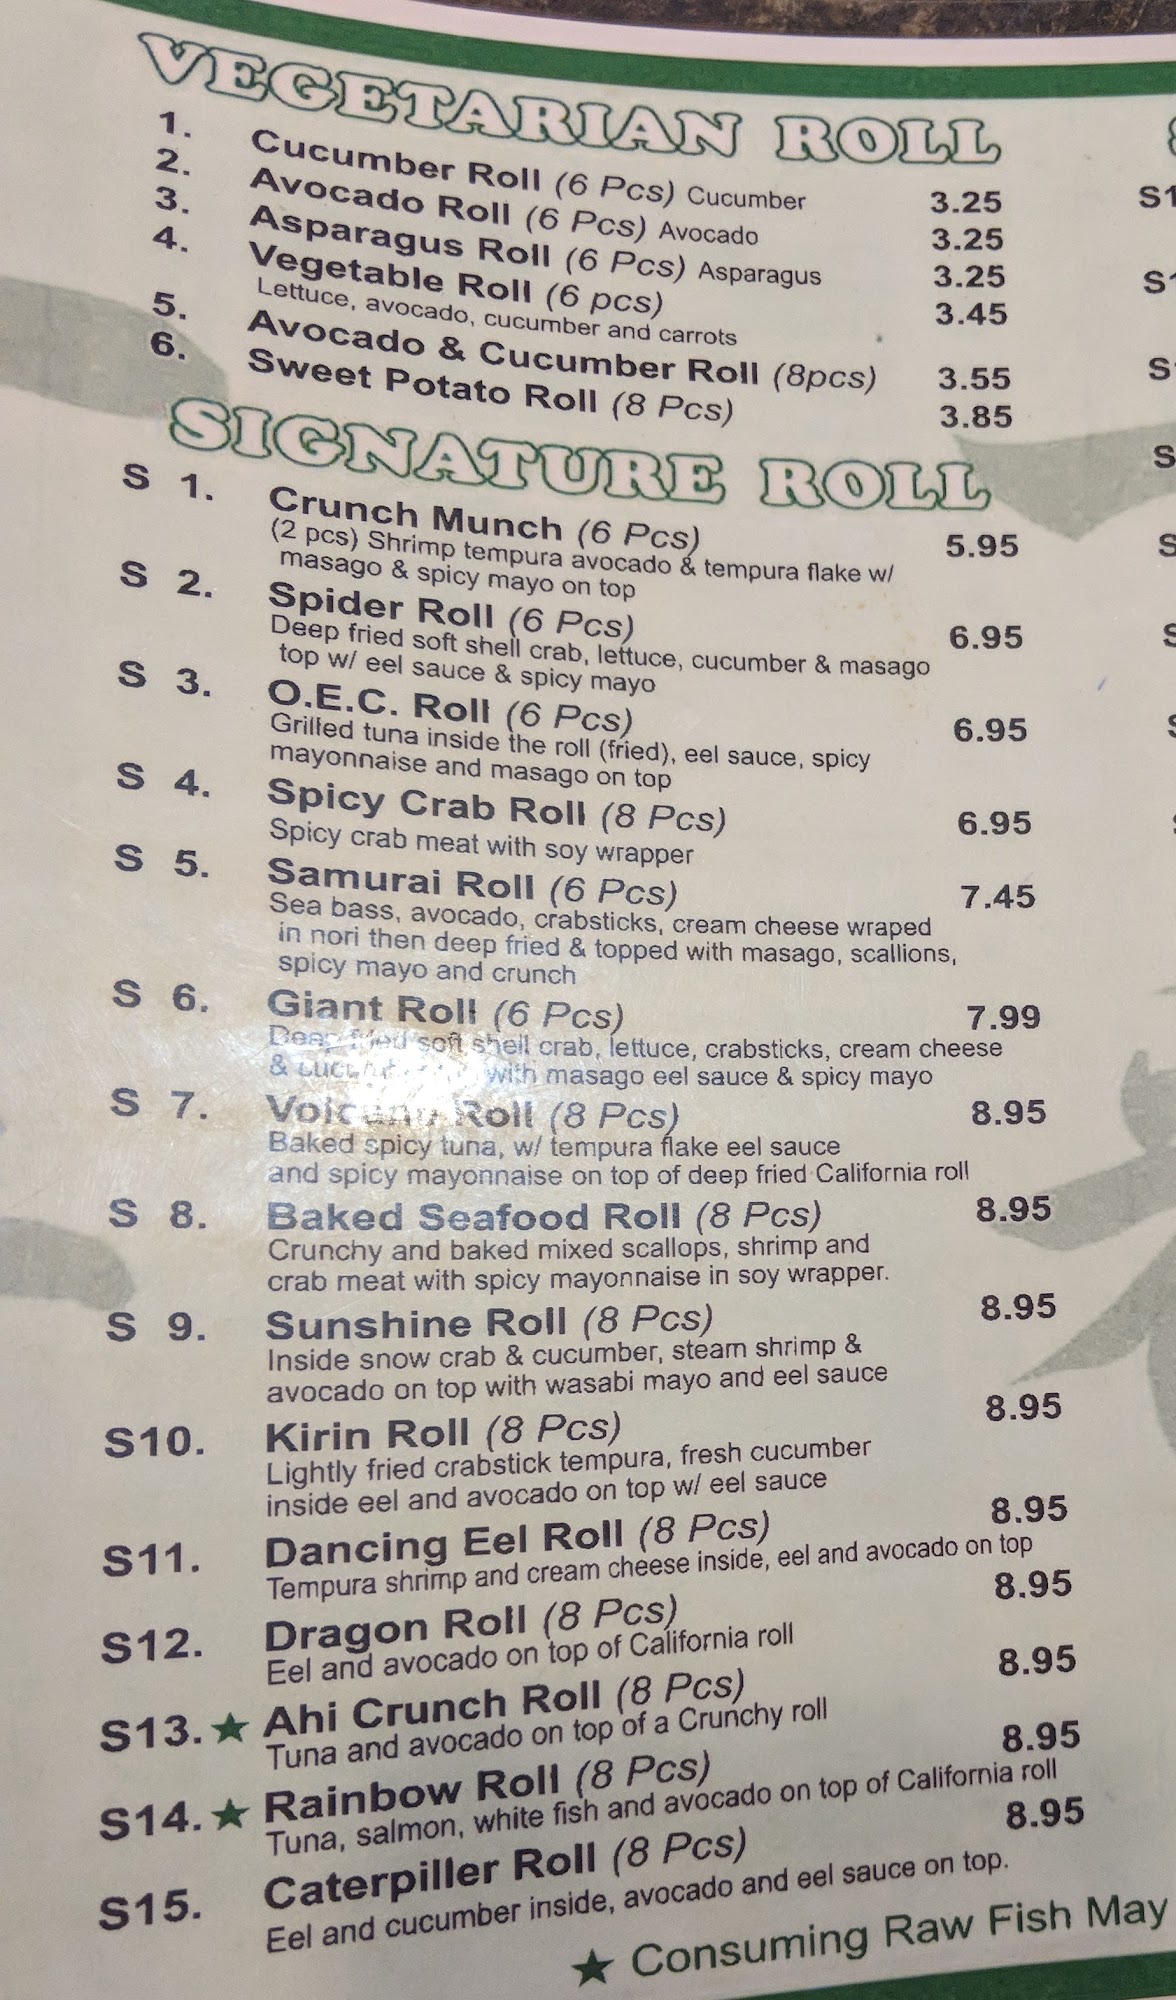 VEGETARIAN ROLL
1. Cucumber Roll (6 Pcs) Cucumber 3.25
2. Avocado Roll (6 Pcs) Avocado 3.25
3. Asparagus Roll (6 Pcs) Asparagus 3.25
4. Vegetable Roll (6 pcs) 3.45
Lettuce, avocado, cucumber and carrots
5. Avocado & Cucumber Roll (8pcs) 3.55
6. Sweet Potato Roll (8 Pcs) 3.85
SIGNATURE ROLL
S 1. Crunch Munch (6 Pcs) 5.95
(2 pcs) Shrimp tempura avocado & tempura flake w/
masago & spicy mayo on top
S 2. Spider Roll (6 Pcs) 6.95
Deep fried soft shell crab, lettuce, cucumber & masago
top w/ eel sauce & spicy mayo
S 3. O.E.C. Roll (6 Pcs) 6.95
Grilled tuna inside the roll (fried), eel sauce, spicy
mayonnaise and masago on top
S 4. Spicy Crab Roll (8 Pcs) 6.95
Spicy crab meat with soy wrapper
S 5. Samurai Roll (6 Pcs) 7.45
Sea bass, avocado, crabsticks, cream cheese wraped
in nori then deep fried & topped with masago, scallions,
spicy mayo and crunch
S 6. Giant Roll (6 Pcs) 7.99
Deep fried soft shell crab, lettuce, crabsticks, cream cheese
& with masago eel sauce & spicy mayo
S 7. Volcano Roll (8 Pcs) 8.95
Baked spicy tuna, w/ tempura flake eel sauce
and spicy mayonnaise on top of deep fried California roll
S 8. Baked Seafood Roll (8 Pcs) 8.95
Crunchy and baked mixed scallops, shrimp and
crab meat with spicy mayonnaise in soy wrapper.
S 9. Sunshine Roll (8 Pcs) 8.95
Inside snow crab & cucumber, steam shrimp &
avocado on top with wasabi mayo and eel sauce
S10. Kirin Roll (8 Pcs) 8.95
Lightly fried crabstick tempura, fresh cucumber
inside eel and avocado on top w/ eel sauce
S11. Dancing Eel Roll (8 Pcs) 8.95
Tempura shrimp and cream cheese inside, eel and avocado on top
S12. Dragon Roll (8 Pcs) 8.95
Eel and avocado on top of California roll
S13. ★ Ahi Crunch Roll (8 Pcs) 8.95
Tuna and avocado on top of a Crunchy roll
S14. ★ Rainbow Roll (8 Pcs) 8.95
Tuna, salmon, white fish and avocado on top of California roll
S15. Caterpiller Roll (8 Pcs) 8.95
Eel and cucumber inside, avocado and eel sauce on top.
★ Consuming Raw Fish May